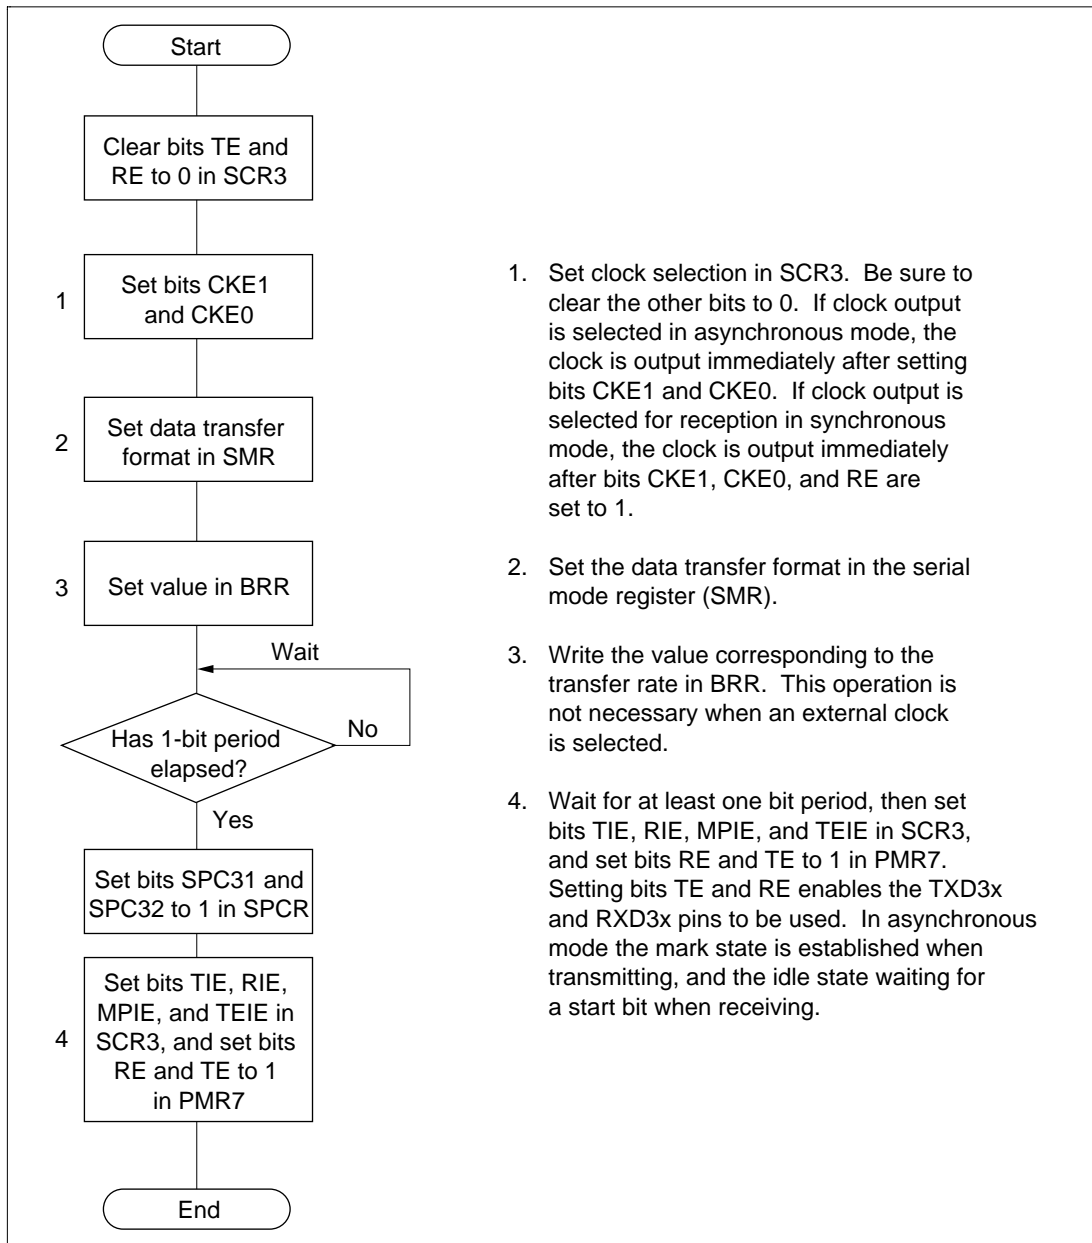 Start
Clear bits TE and
RE to 0 in SCR3
1
Set bits CKE1
and CKE0
2
Set data transfer
format in SMR
3
Set value in BRR
Wait
Has 1-bit period
elapsed?
No
Yes
Set bits SPC31 and
SPC32 to 1 in SPCR
4
Set bits TIE, RIE,
MPIE, and TEIE in
SCR3, and set bits
RE and TE to 1
in PMR7
End
1. Set clock selection in SCR3. Be sure to
clear the other bits to 0. If clock output
is selected in asynchronous mode, the
clock is output immediately after setting
bits CKE1 and CKE0. If clock output is
selected for reception in synchronous
mode, the clock is output immediately
after bits CKE1, CKE0, and RE are
set to 1.
2. Set the data transfer format in the serial
mode register (SMR).
3. Write the value corresponding to the
transfer rate in BRR. This operation is
not necessary when an external clock
is selected.
4. Wait for at least one bit period, then set
bits TIE, RIE, MPIE, and TEIE in SCR3,
and set bits RE and TE to 1 in PMR7.
Setting bits TE and RE enables the TXD3x
and RXD3x pins to be used. In asynchronous
mode the mark state is established when
transmitting, and the idle state waiting for
a start bit when receiving.